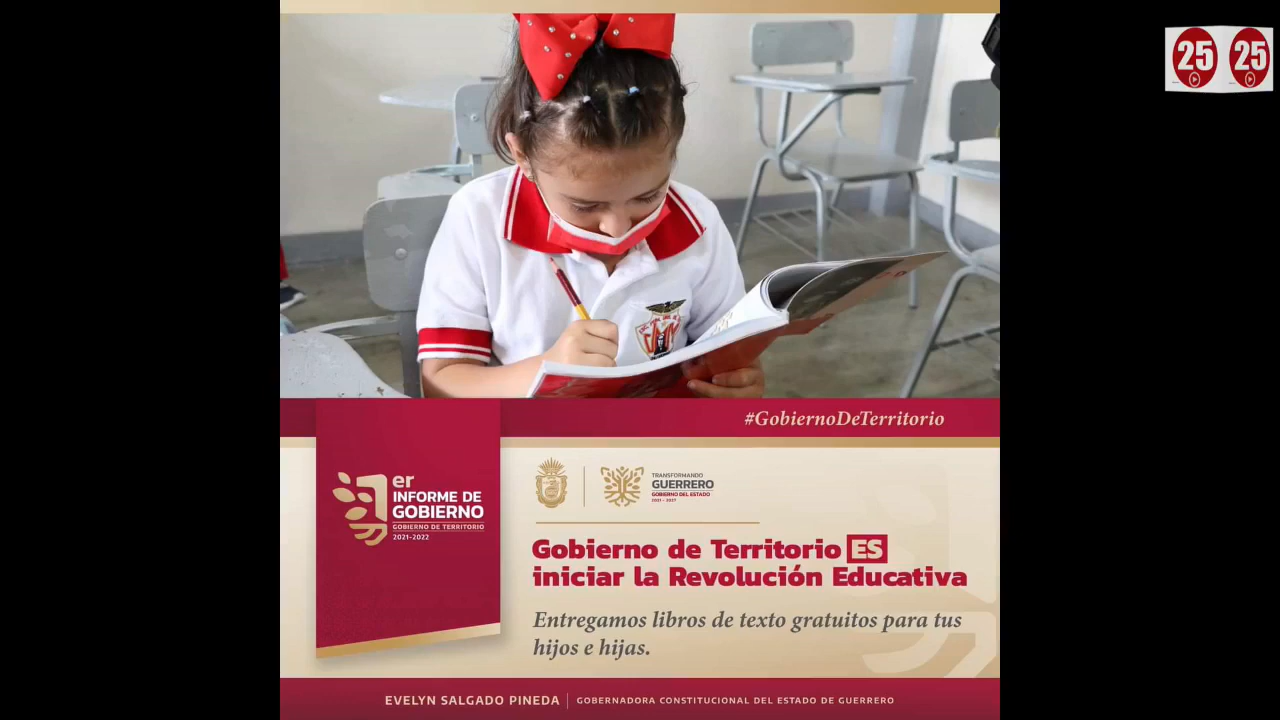 25 25
#GobiernoDeTerritorio
1er
INFORME DE
GOBIERNO
GOBIERNO DE TERRITORIO
2021-2022
TRANSFORMANDO
GUERRERO
GOBIERNO DEL ESTADO
2021 - 2027
Gobierno de Territorio ES
iniciar la Revolución Educativa
Entregamos libros de texto gratuitos para tus
hijos e hijas.
EVELYN SALGADO PINEDA | GOBERNADORA CONSTITUCIONAL DEL ESTADO DE GUERRERO